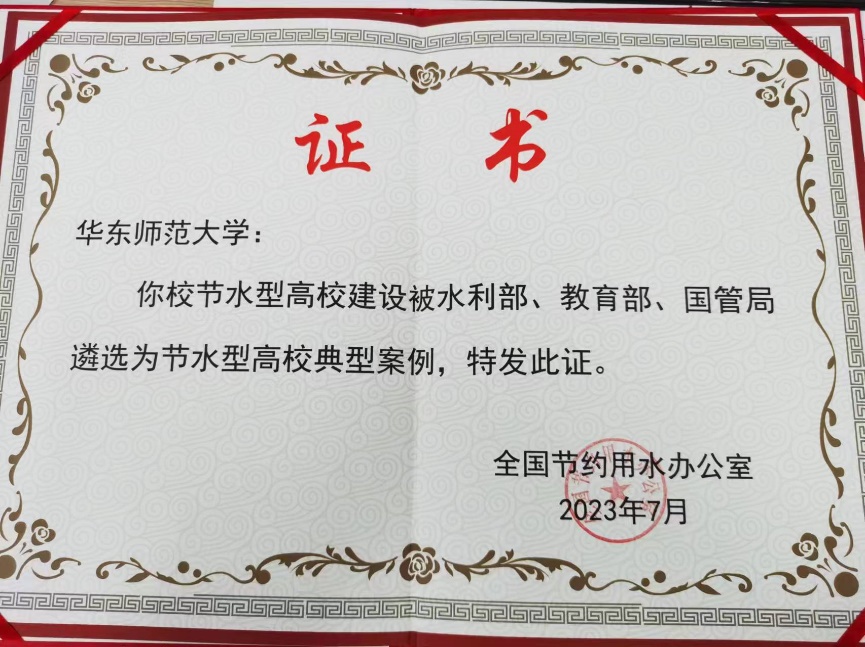 证书
华东师范大学：
你校节水型高校建设被水利部、教育部、国管局
遴选为节水型高校典型案例，特发此证。
全国节约用水办公室
2023年7月